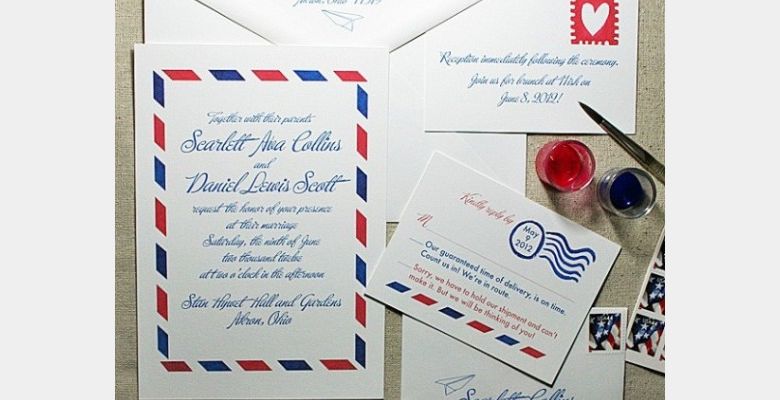 Akron, Ohio
Together with their parents
Scarlett Ava Collins
and
Daniel Lewis Scott
request the honor of your presence
at their marriage
Saturday, the ninth of June
two thousand twelve
at two o'clock in the afternoon
Stan Hywet Hall and Gardens
Akron, Ohio
Reception immediately following the ceremony.
Join us for brunch at Wish on
June 8, 2012!
Kindly reply by
May
9
2012
M
Our guaranteed time of delivery, is on time.
Count us in! We're in route.
Sorry, we have to hold our shipment and can't
make it. But we will be thinking of you!
Scarlett Collins